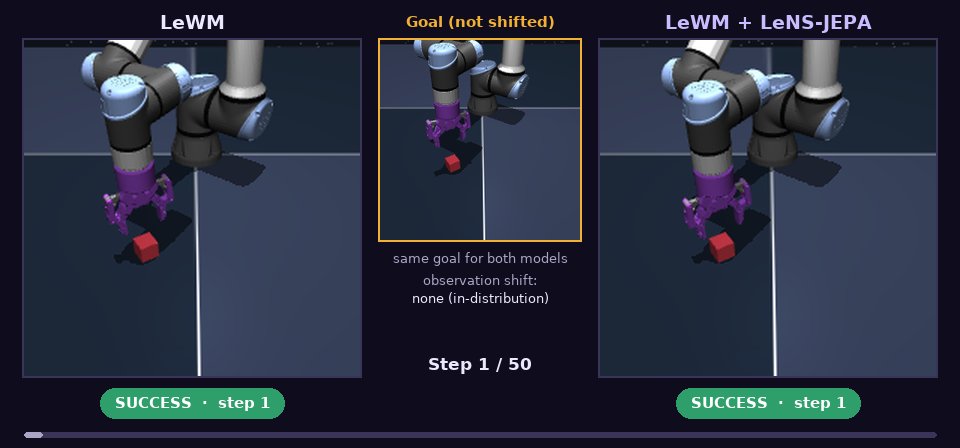 LeWM
Goal (not shifted)
LeWM + LeNS-JEPA
same goal for both models
observation shift:
none (in-distribution)
Step 1 / 50
SUCCESS · step 1
SUCCESS · step 1